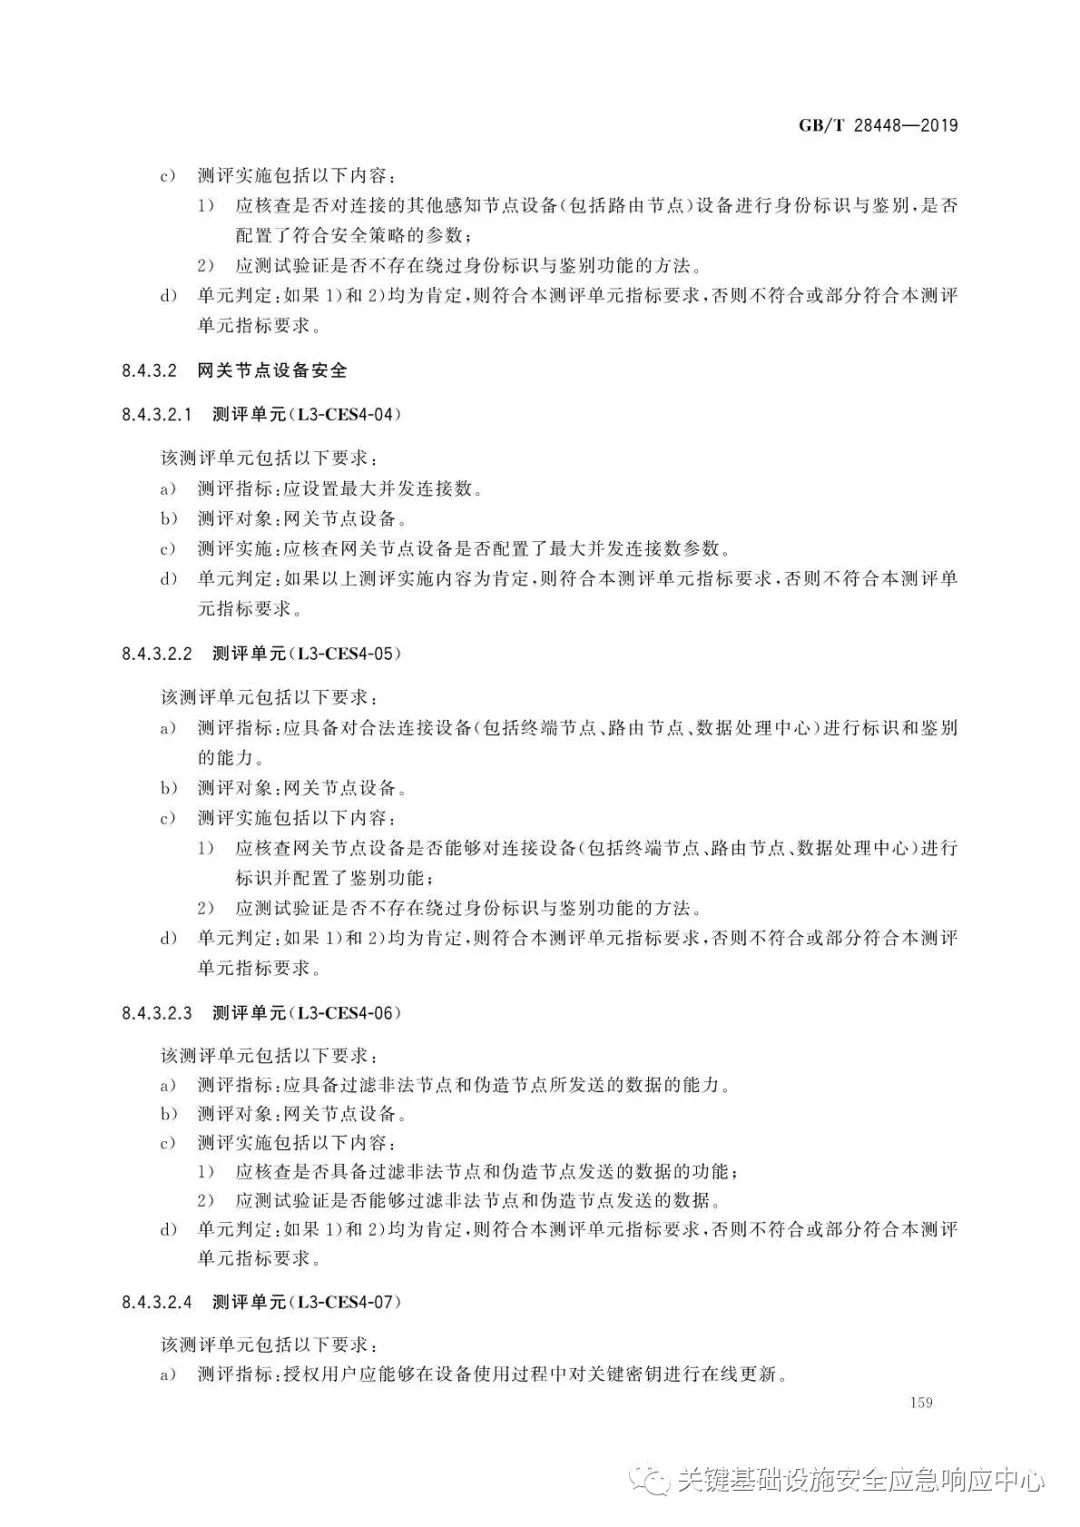 GB/T 28448—2019
c) 测评实施包括以下内容:
1) 应核查是否对连接的其他感知节点设备(包括路由节点)设备进行身份标识与鉴别,是否
配置了符合安全策略的参数;
2) 应测试验证是否不存在绕过身份标识与鉴别功能的方法。
d) 单元判定:如果 1)和 2)均为肯定,则符合本测评单元指标要求,否则不符合或部分符合本测评
单元指标要求。
8.4.3.2 网关节点设备安全
8.4.3.2.1 测评单元(L3-CES4-04)
该测评单元包括以下要求:
a) 测评指标:应设置最大并发连接数。
b) 测评对象:网关节点设备。
c) 测评实施:应核查网关节点设备是否配置了最大并发连接数参数。
d) 单元判定:如果以上测评实施内容为肯定,则符合本测评单元指标要求,否则不符合本测评单
元指标要求。
8.4.3.2.2 测评单元(L3-CES4-05)
该测评单元包括以下要求:
a) 测评指标:应具备对合法连接设备(包括终端节点、路由节点、数据处理中心)进行标识和鉴别
的能力。
b) 测评对象:网关节点设备。
c) 测评实施包括以下内容:
1) 应核查网关节点设备是否能够对连接设备(包括终端节点、路由节点、数据处理中心)进行
标识并配置了鉴别功能;
2) 应测试验证是否不存在绕过身份标识与鉴别功能的方法。
d) 单元判定:如果 1)和 2)均为肯定,则符合本测评单元指标要求,否则不符合或部分符合本测评
单元指标要求。
8.4.3.2.3 测评单元(L3-CES4-06)
该测评单元包括以下要求:
a) 测评指标:应具备过滤非法节点和伪造节点所发送的数据的能力。
b) 测评对象:网关节点设备。
c) 测评实施包括以下内容:
1) 应核查是否具备过滤非法节点和伪造节点发送的数据的功能;
2) 应测试验证是否能够过滤非法节点和伪造节点发送的数据。
d) 单元判定:如果 1)和 2)均为肯定,则符合本测评单元指标要求,否则不符合或部分符合本测评
单元指标要求。
8.4.3.2.4 测评单元(L3-CES4-07)
该测评单元包括以下要求:
a) 测评指标:授权用户应能够在设备使用过程中对关键密钥进行在线更新。
159
关键基础设施安全应急响应中心